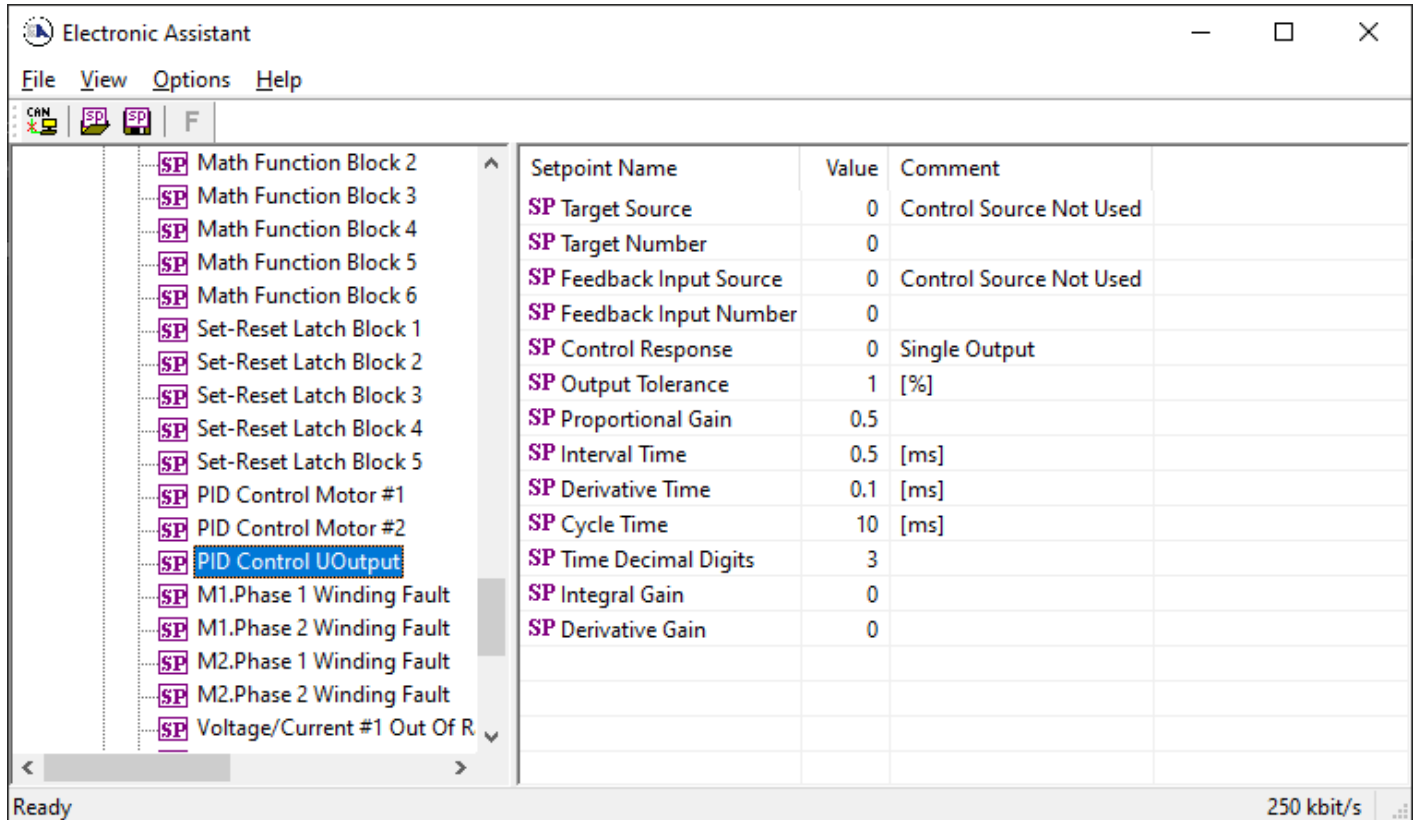 Electronic Assistant
File View Options Help
CAN SP SP F
SP Math Function Block 2
SP Math Function Block 3
SP Math Function Block 4
SP Math Function Block 5
SP Math Function Block 6
SP Set-Reset Latch Block 1
SP Set-Reset Latch Block 2
SP Set-Reset Latch Block 3
SP Set-Reset Latch Block 4
SP Set-Reset Latch Block 5
SP PID Control Motor #1
SP PID Control Motor #2
SP PID Control UOutput
SP M1.Phase 1 Winding Fault
SP M1.Phase 2 Winding Fault
SP M2.Phase 1 Winding Fault
SP M2.Phase 2 Winding Fault
SP Voltage/Current #1 Out Of R
Setpoint Name Value Comment
SP Target Source 0 Control Source Not Used
SP Target Number 0
SP Feedback Input Source 0 Control Source Not Used
SP Feedback Input Number 0
SP Control Response 0 Single Output
SP Output Tolerance 1 [%]
SP Proportional Gain 0.5
SP Interval Time 0.5 [ms]
SP Derivative Time 0.1 [ms]
SP Cycle Time 10 [ms]
SP Time Decimal Digits 3
SP Integral Gain 0
SP Derivative Gain 0
Ready 250 kbit/s